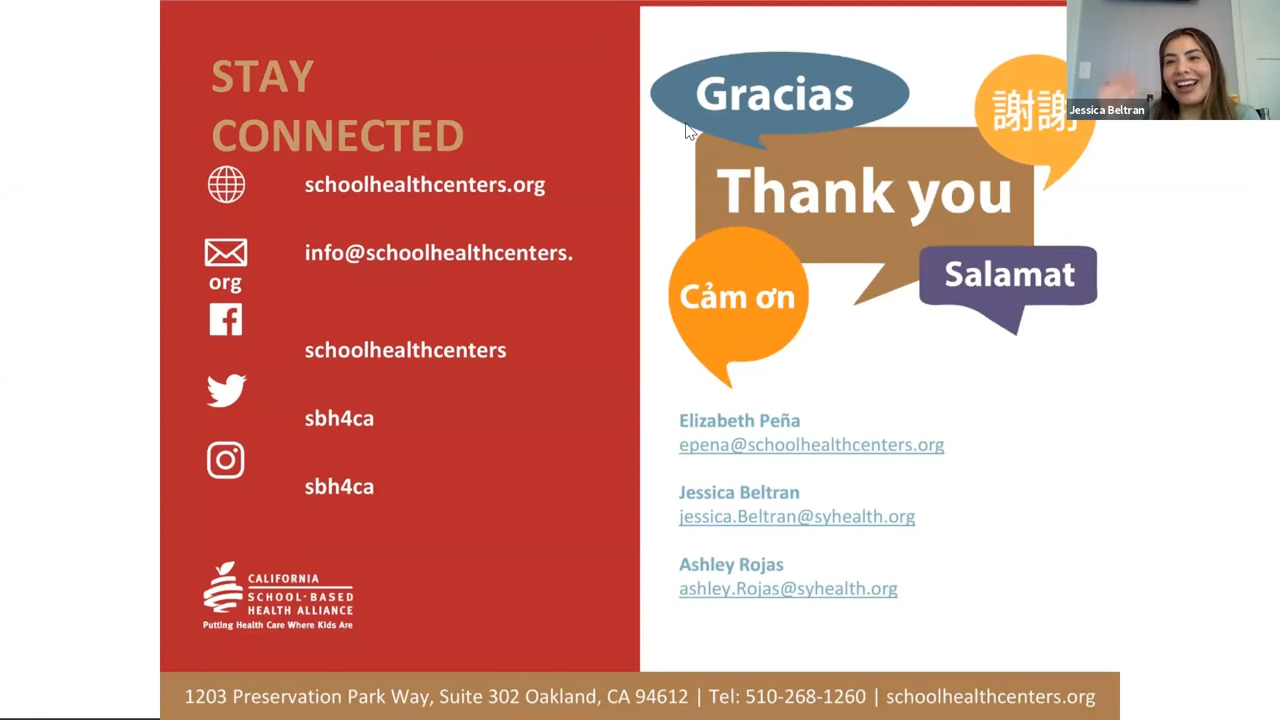 STAY
CONNECTED
schoolhealthcenters.org
info@schoolhealthcenters.
org
schoolhealthcenters
sbh4ca
sbh4ca
CALIFORNIA
SCHOOL-BASED
HEALTH ALLIANCE
Putting Health Care Where Kids Are
Gracias
謝謝
Thank you
Cảm ơn
Salamat
Jessica Beltran
Elizabeth Peña
epena@schoolhealthcenters.org
Jessica Beltran
jessica.Beltran@syhealth.org
Ashley Rojas
ashley.Rojas@syhealth.org
1203 Preservation Park Way, Suite 302 Oakland, CA 94612 | Tel: 510-268-1260 | schoolhealthcenters.org